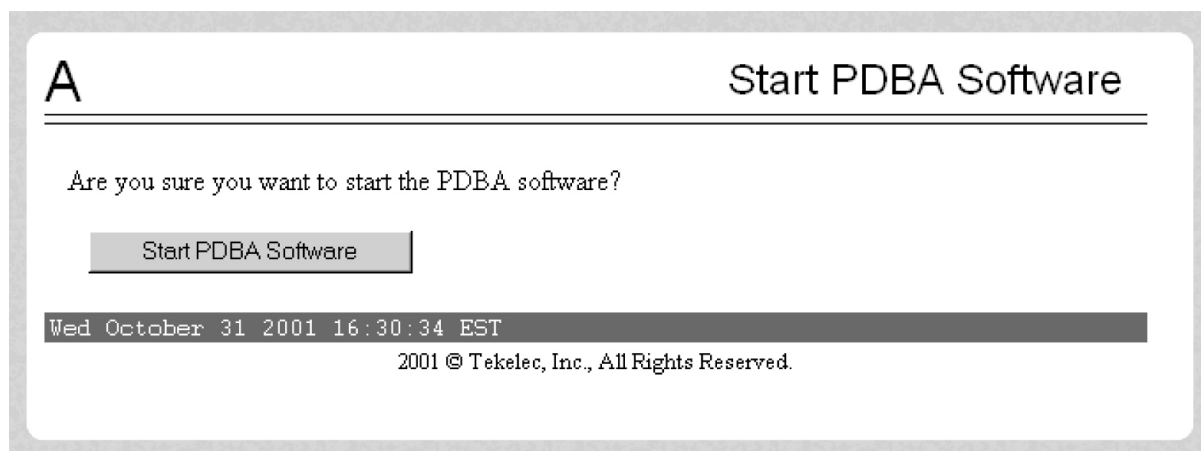 A
Start PDBA Software
Are you sure you want to start the PDBA software?
Start PDBA Software
Wed October 31 2001 16:30:34 EST
2001 © Tekelec, Inc., All Rights Reserved.